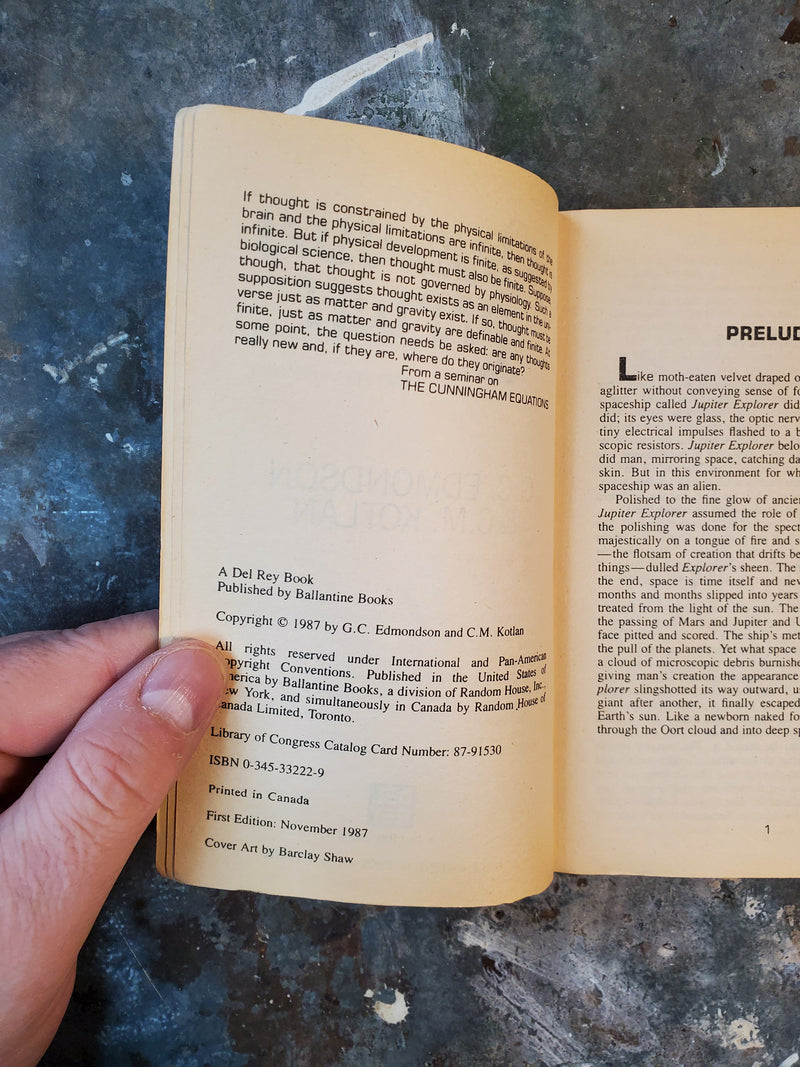 If thought is constrained by the physical limitations of the
brain and the physical limitations are infinite, then thought is
infinite. But if physical development is finite, as suggested by
biological science, then thought must also be finite. Suppose,
though, that thought is not governed by physiology. Such a
supposition suggests thought exists as an element in the uni-
verse just as matter and gravity exist. If so, thought must be
finite, just as matter and gravity are definable and finite. At
some point, the question needs be asked: are any thoughts
really new and, if they are, where do they originate?
From a seminar on
THE CUNNINGHAM EQUATIONS
A Del Rey Book
Published by Ballantine Books
Copyright © 1987 by G.C. Edmondson and C.M. Kotlan
All rights reserved under International and Pan-American
opyright Conventions. Published in the United States of
merica by Ballantine Books, a division of Random House, Inc.,
w York, and simultaneously in Canada by Random House of
anada Limited, Toronto.
Library of Congress Catalog Card Number: 87-91530
ISBN 0-345-33222-9
Printed in Canada
First Edition: November 1987
Cover Art by Barclay Shaw
PRELUD
Like moth-eaten velvet draped o
aglitter without conveying sense of fo
spaceship called Jupiter Explorer did
did; its eyes were glass, the optic nerv
tiny electrical impulses flashed to a b
scopic resistors. Jupiter Explorer belo
did man, mirroring space, catching da
skin. But in this environment for wh
spaceship was an alien.
Polished to the fine glow of ancie
Jupiter Explorer assumed the role of
the polishing was done for the spect
majestically on a tongue of fire and s
—the flotsam of creation that drifts be
things—dulled Explorer's sheen. The
the end, space is time itself and nev
months and months slipped into years
treated from the light of the sun. The
the passing of Mars and Jupiter and U
face pitted and scored. The ship's met
the pull of the planets. Yet what space
a cloud of microscopic debris burnishe
giving man's creation the appearance
plorer slingshotted its way outward, us
giant after another, it finally escaped
Earth's sun. Like a newborn naked fo
through the Oort cloud and into deep sp
1